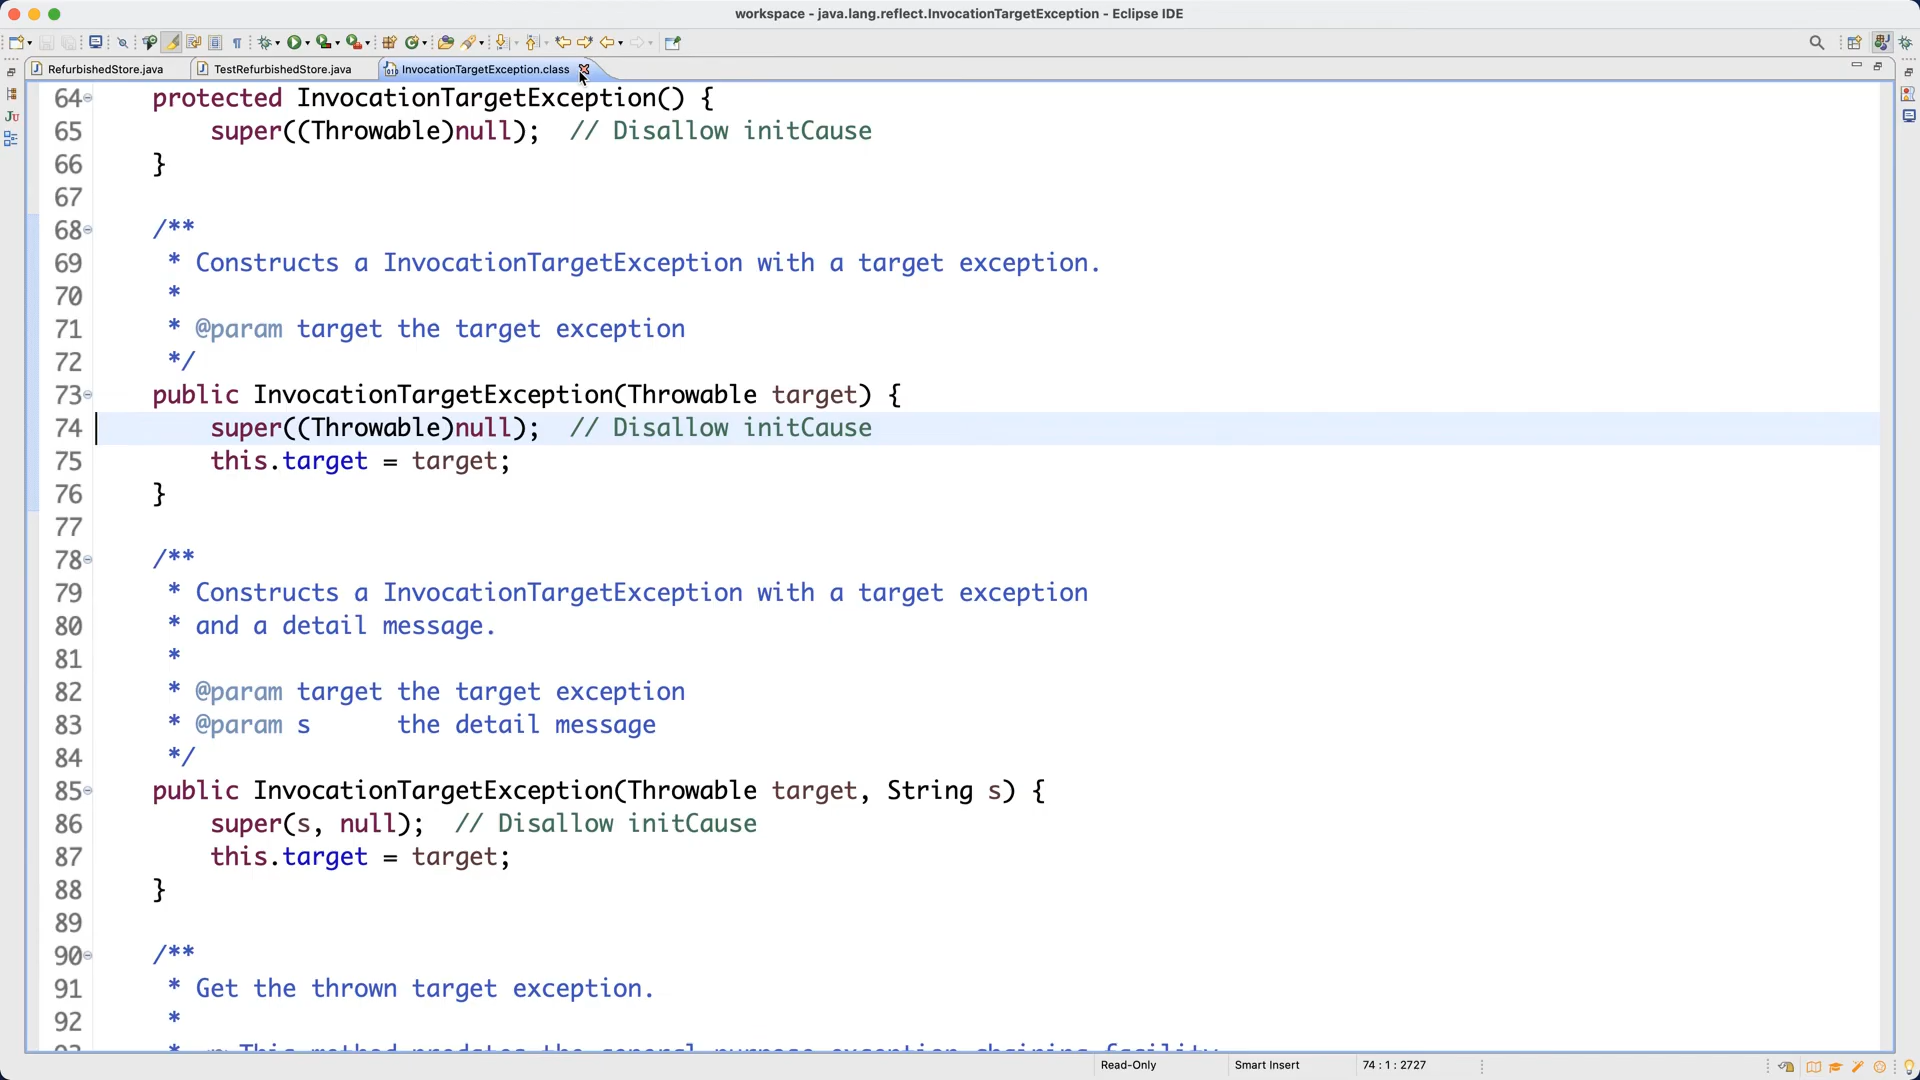 workspace - java.lang.reflect.InvocationTargetException - Eclipse IDE
RefurbishedStore.java
TestRefurbishedStore.java
InvocationTargetException.class
64 protected InvocationTargetException() {
65 super((Throwable)null);  // Disallow initCause
66 }
67
68 /**
69 * Constructs a InvocationTargetException with a target exception.
70 *
71 * @param target the target exception
72 */
73 public InvocationTargetException(Throwable target) {
74 super((Throwable)null);  // Disallow initCause
75 this.target = target;
76 }
77
78 /**
79 * Constructs a InvocationTargetException with a target exception
80 * and a detail message.
81 *
82 * @param target the target exception
83 * @param s      the detail message
84 */
85 public InvocationTargetException(Throwable target, String s) {
86 super(s, null);  // Disallow initCause
87 this.target = target;
88 }
89
90 /**
91 * Get the thrown target exception.
92 *
Read-Only
Smart Insert
74 : 1 : 2727